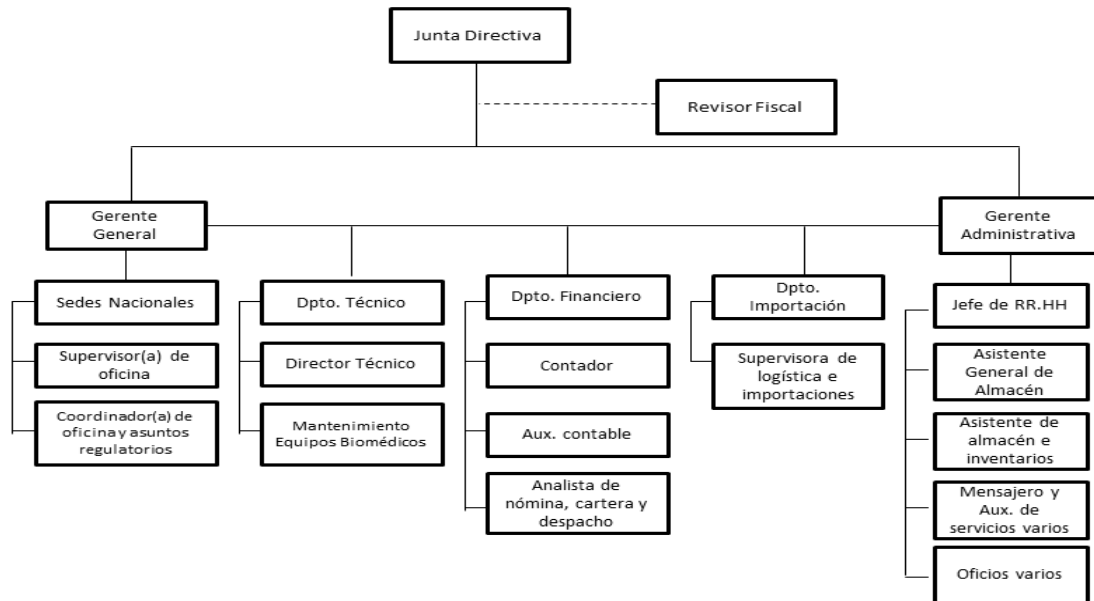 Junta Directiva
Revisor Fiscal
Gerente
General
Gerente
Administrativa
Sedes Nacionales
Supervisor(a) de
oficina
Coordinador(a) de
oficina y asuntos
regulatorios
Dpto. Técnico
Director Técnico
Mantenimiento
Equipos Biomédicos
Dpto. Financiero
Contador
Aux. contable
Analista de
nómina, cartera y
despacho
Dpto.
Importación
Supervisora de
logística e
importaciones
Jefe de RR.HH
Asistente
General de
Almacén
Asistente de
almacén e
inventarios
Mensajero y
Aux. de
servicios varios
Oficios varios